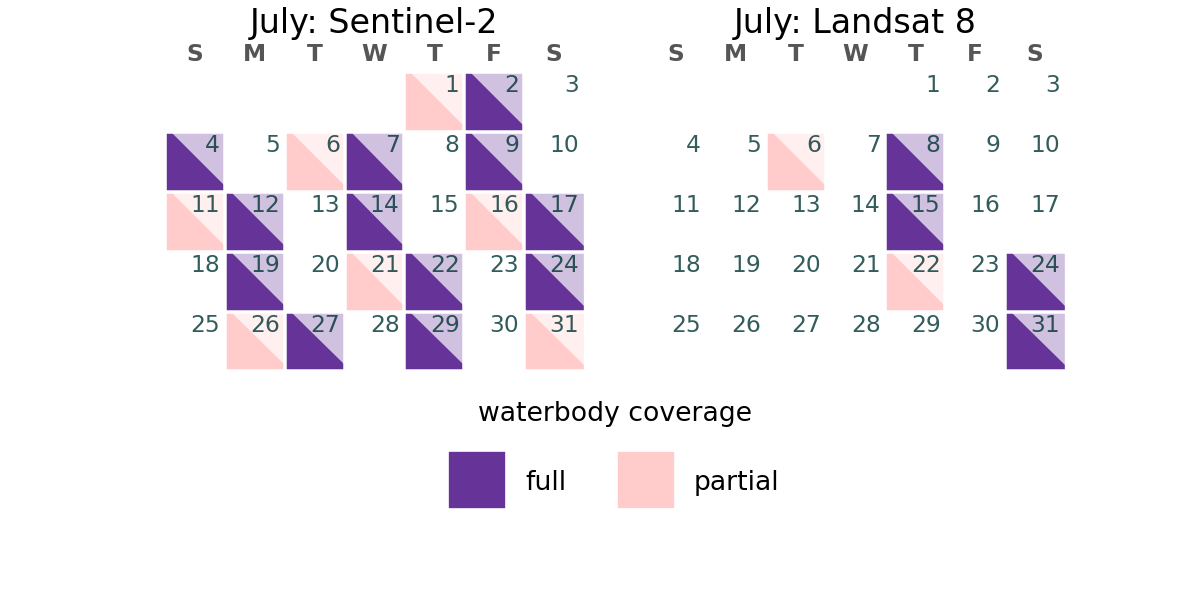 July: Sentinel-2
S M T W T F S
1 2 3
4 5 6 7 8 9 10
11 12 13 14 15 16 17
18 19 20 21 22 23 24
25 26 27 28 29 30 31
July: Landsat 8
S M T W T F S
1 2 3
4 5 6 7 8 9 10
11 12 13 14 15 16 17
18 19 20 21 22 23 24
25 26 27 28 29 30 31
waterbody coverage
full partial